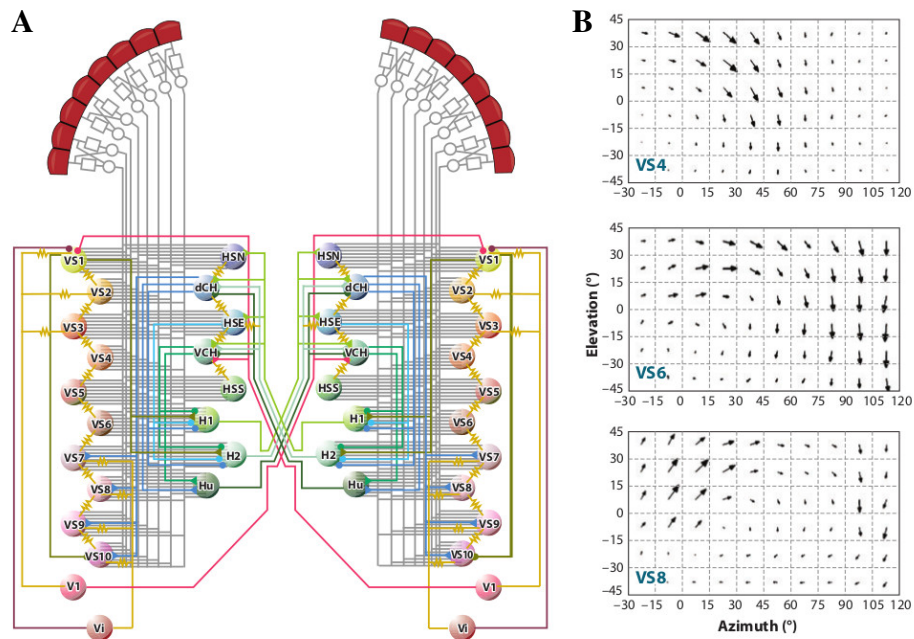 A
VS1
VS2
VS3
VS4
VS5
VS6
VS7
VS8
VS9
VS10
V1
Vi
HSN
dCH
HSE
VCH
HSS
H1
H2
Hu
HSN
dCH
HSE
VCH
HSS
H1
H2
Hu
VS1
VS2
VS3
VS4
VS5
VS6
VS7
VS8
VS9
VS10
V1
Vi
B
45
30
15
0
−15
−30
−45
VS4
−30 −15 0 15 30 45 60 75 90 105 120
Elevation (°)
45
30
15
0
−15
−30
−45
VS6
−30 −15 0 15 30 45 60 75 90 105 120
45
30
15
0
−15
−30
−45
VS8
−30 −15 0 15 30 45 60 75 90 105 120
Azimuth (°)